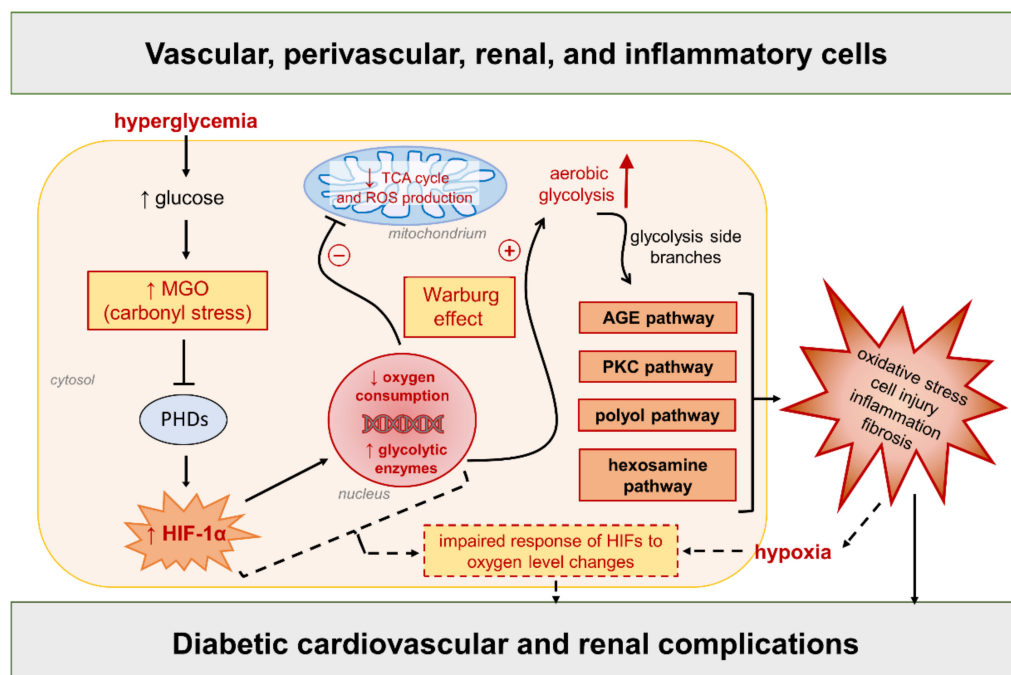 Vascular, perivascular, renal, and inflammatory cells
hyperglycemia
↑ glucose
↑ MGO
(carbonyl stress)
cytosol
PHDs
↑ HIF-1α
↓ TCA cycle
and ROS production
mitochondrium
−
Warburg
effect
↓ oxygen
consumption
↑ glycolytic
enzymes
nucleus
+
aerobic
glycolysis
glycolysis side
branches
AGE pathway
PKC pathway
polyol pathway
hexosamine
pathway
oxidative stress
cell injury
inflammation
fibrosis
impaired response of HIFs to
oxygen level changes
hypoxia
Diabetic cardiovascular and renal complications